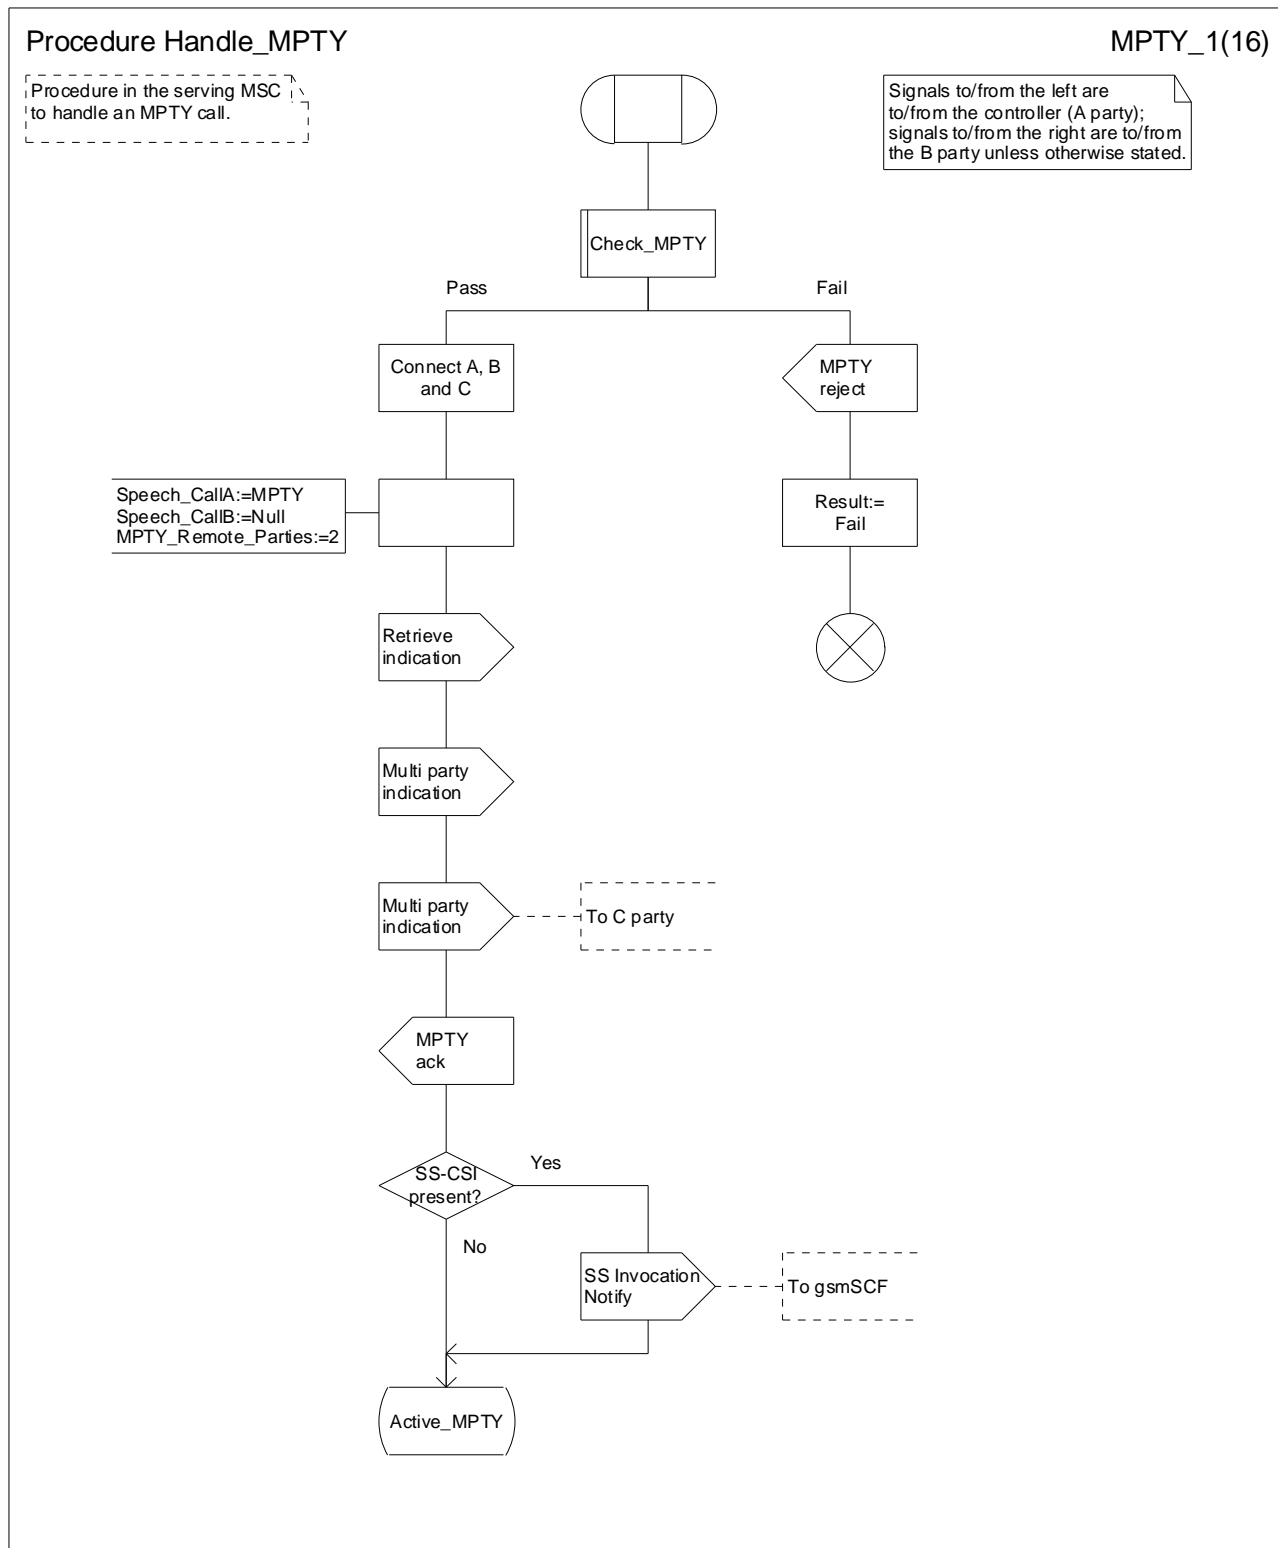 Procedure Handle_MPTY
MPTY_1(16)
Procedure in the serving MSC
to handle an MPTY call.
Signals to/from the left are
to/from the controller (A party);
signals to/from the right are to/from
the B party unless otherwise stated.
Check_MPTY
Pass
Fail
Connect A, B
and C
MPTY
reject
Speech_CallA:=MPTY
Speech_CallB:=Null
MPTY_Remote_Parties:=2
Result:=
Fail
Retrieve
indication
Multi party
indication
Multi party
indication
To C party
MPTY
ack
SS-CSI
present?
Yes
No
SS Invocation
Notify
To gsmSCF
Active_MPTY